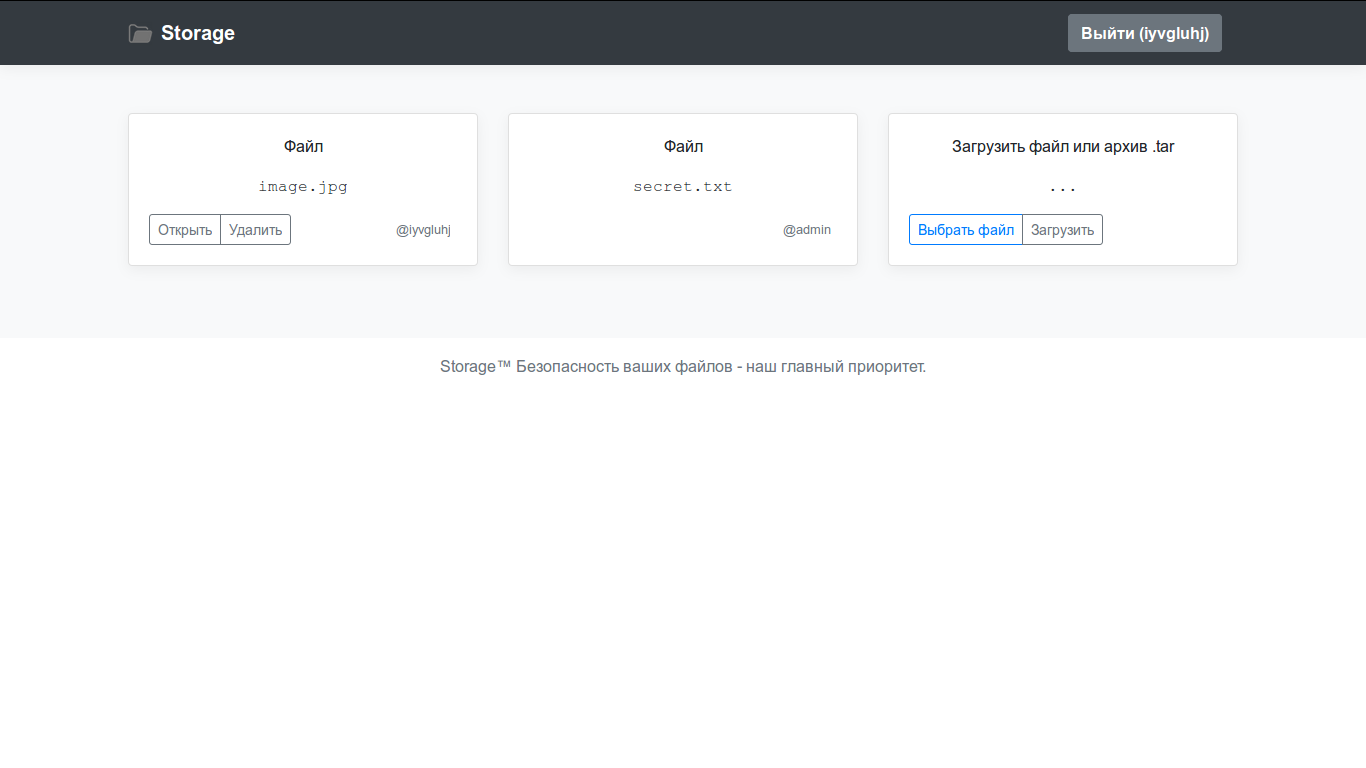 Storage
Выйти (iyvgluhj)
Файл
image.jpg
Открыть Удалить @iyvgluhj
Файл
secret.txt
@admin
Загрузить файл или архив .tar
...
Выбрать файл Загрузить
Storage™ Безопасность ваших файлов - наш главный приоритет.